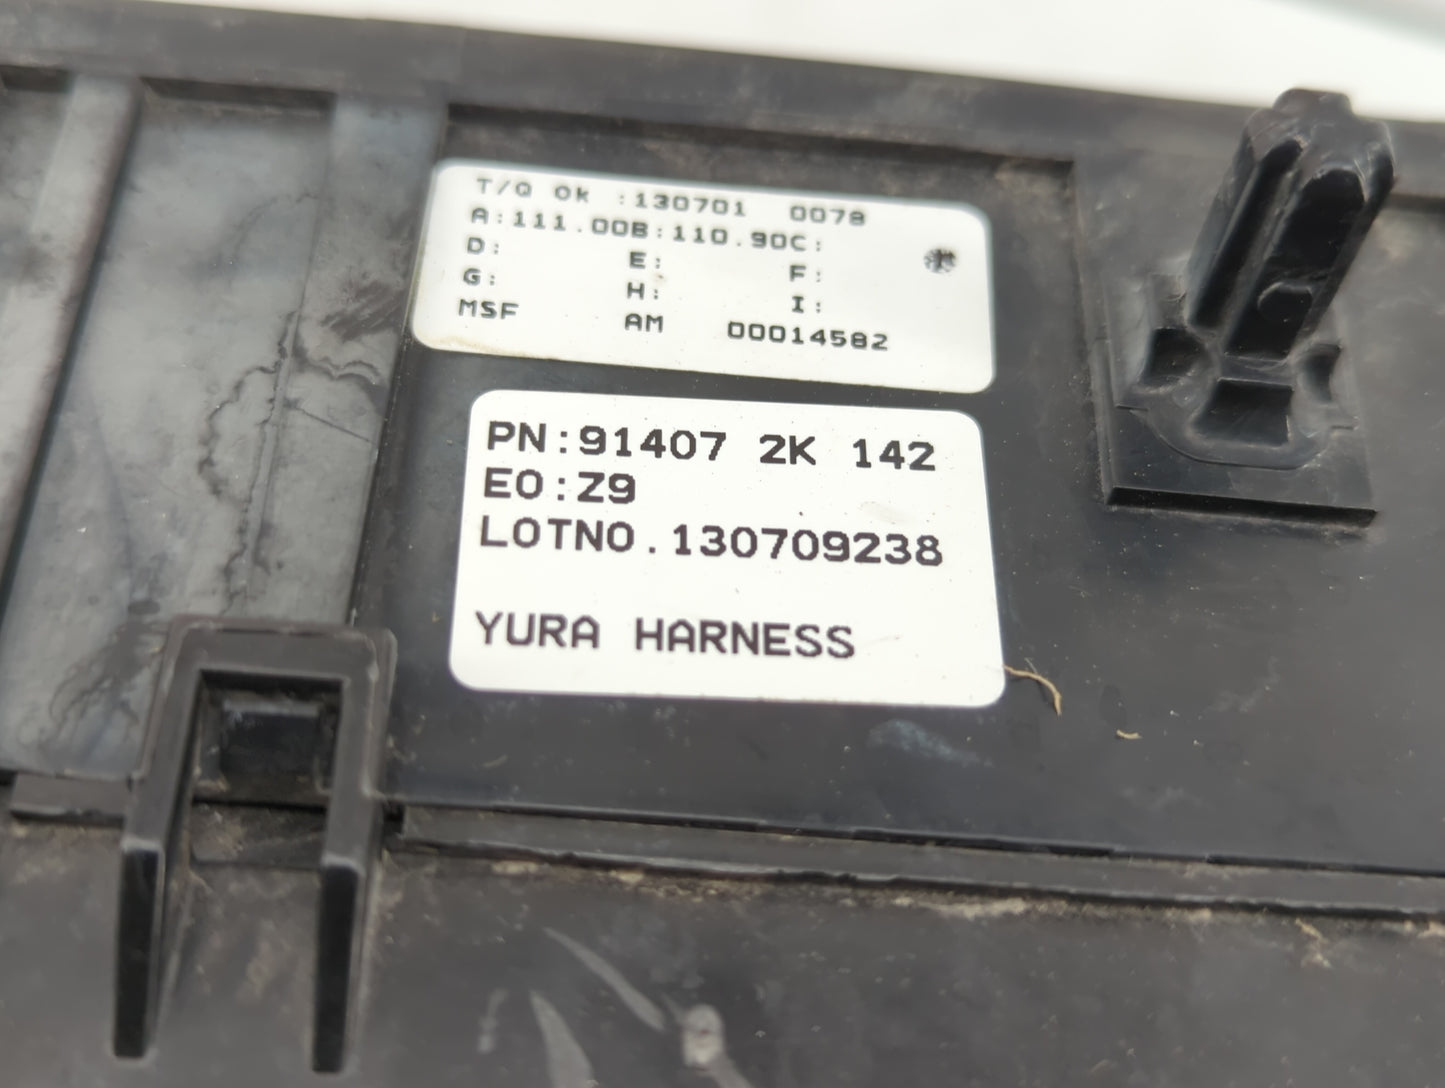 T/Q Ok :130701 0078
A:111.00B:110.90C:
D: E: F:
G: H: I:
MSF AM 00014582
PN:91407 2K 142
EO:Z9
LOTNO.130709238
YURA HARNESS